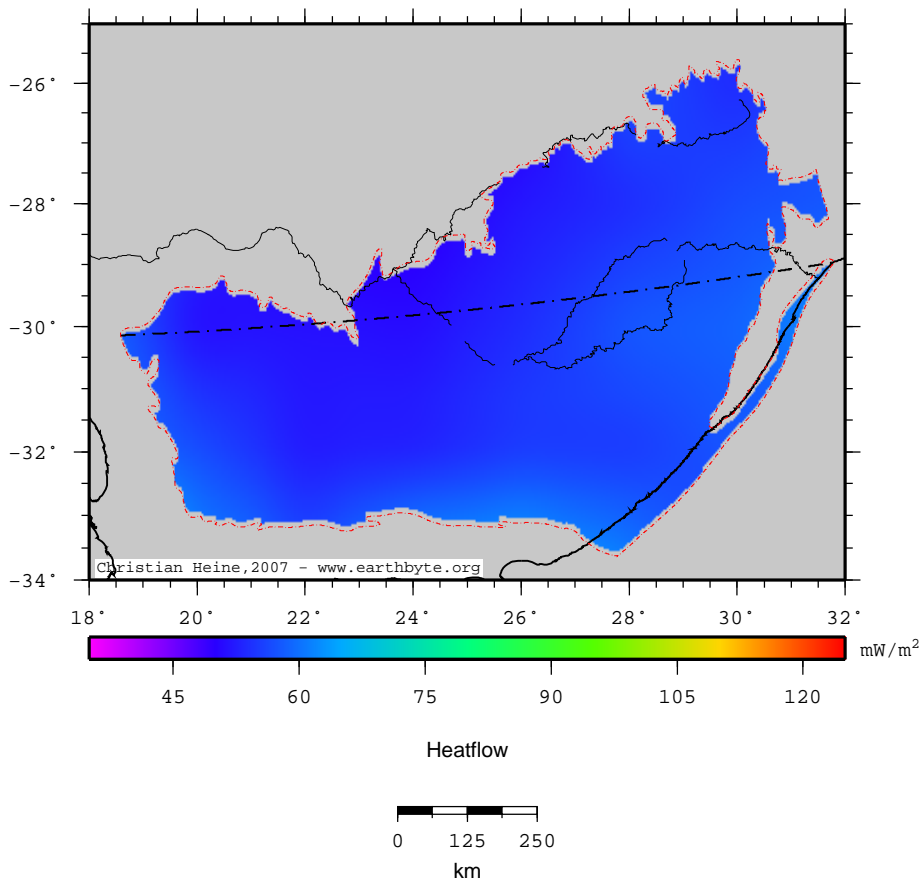 −26°
−28°
−30°
−32°
−34°
Christian Heine,2007 − www.earthbyte.org
18° 20° 22° 24° 26° 28° 30° 32°
mW/m²
45 60 75 90 105 120
Heatflow
0 125 250
km